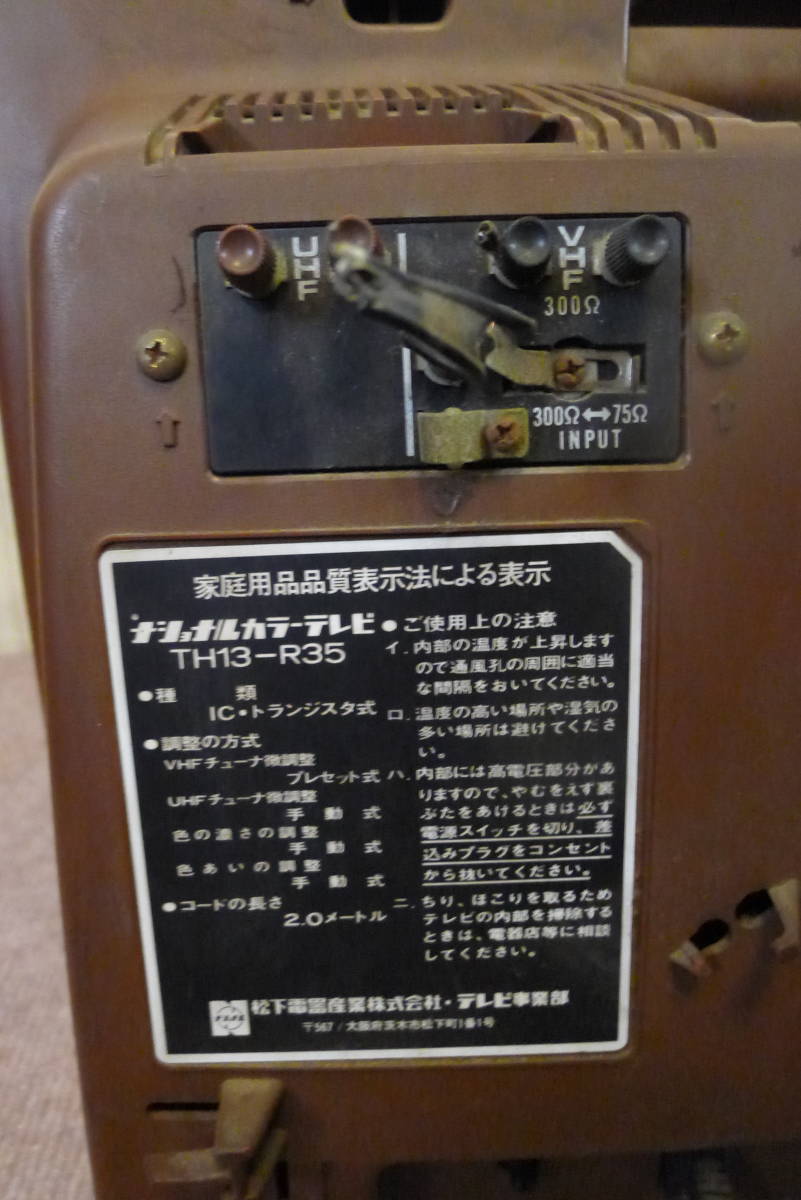 UHF
VHF
300Ω
300Ω↔75Ω
INPUT
家庭用品品質表示法による表示
ナショナルカラーテレビ
TH13-R35
●種 類
IC・トランジスタ式
●調整の方式
VHFチューナ微調整
プレセット式
UHFチューナ微調整
手動式
色の濃さの調整
手動式
色あいの調整
手動式
●コードの長さ
2.0メートル
●ご使用上の注意
イ.内部の温度が上昇します
ので通風孔の周囲に適当
な間隔をおいてください。
ロ.温度の高い場所や湿気の
多い場所は避けてくださ
い。
ハ.内部には高電圧部分があ
りますので、やむをえず裏
ぶたをあけるときは必ず
電源スイッチを切り、差
込みプラグをコンセント
から抜いてください。
ニ.ちり、ほこりを取るため
テレビの内部を掃除する
ときは、電器店等に相談
してください。
ナショナル
松下電器産業株式会社・テレビ事業部
〒567/大阪府茨木市松下町1番1号